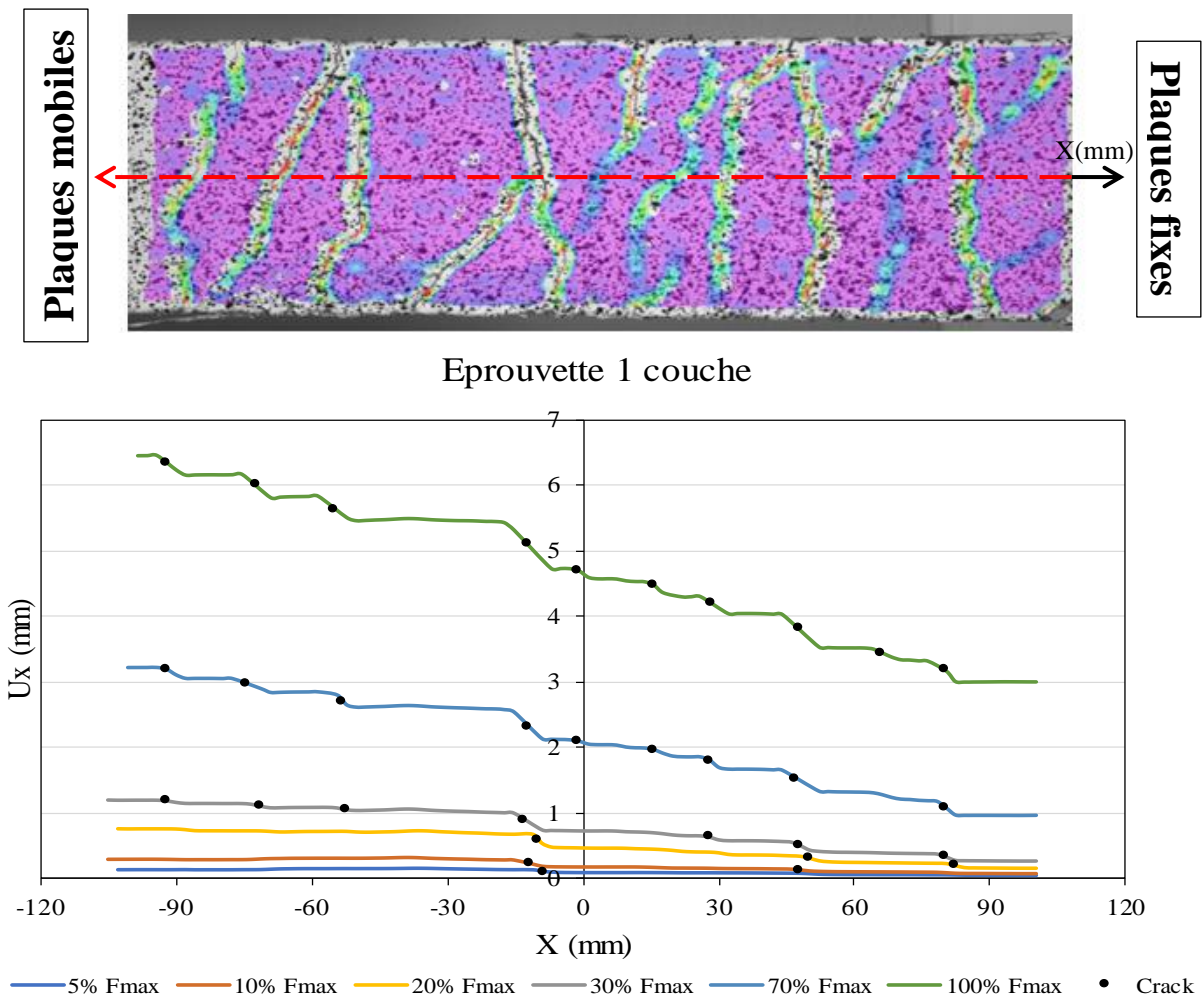 Plaques mobiles
X(mm)
Plaques fixes
Eprouvette 1 couche
7
6
5
4
3
2
1
0
Ux (mm)
-120 -90 -60 -30 0 30 60 90 120
X (mm)
5% Fmax 10% Fmax 20% Fmax 30% Fmax 70% Fmax 100% Fmax Crack